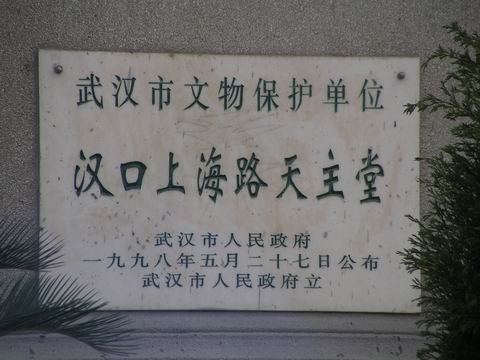 武汉市文物保护单位
汉口上海路天主堂
武汉市人民政府
一九九八年五月二十七日公布
武汉市人民政府立